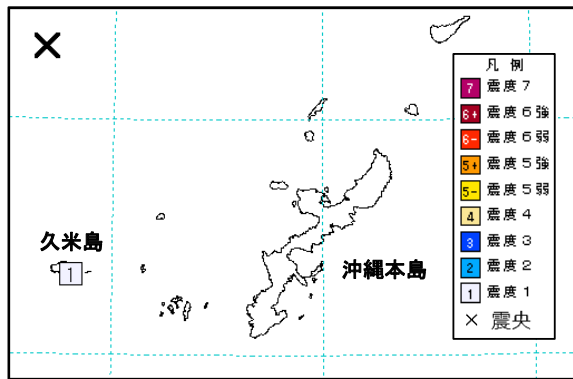 凡 例
7 震度７
6+ 震度６強
6- 震度６弱
5+ 震度５強
5- 震度５弱
4 震度４
3 震度３
2 震度２
1 震度１
× 震央
久米島
1
沖縄本島